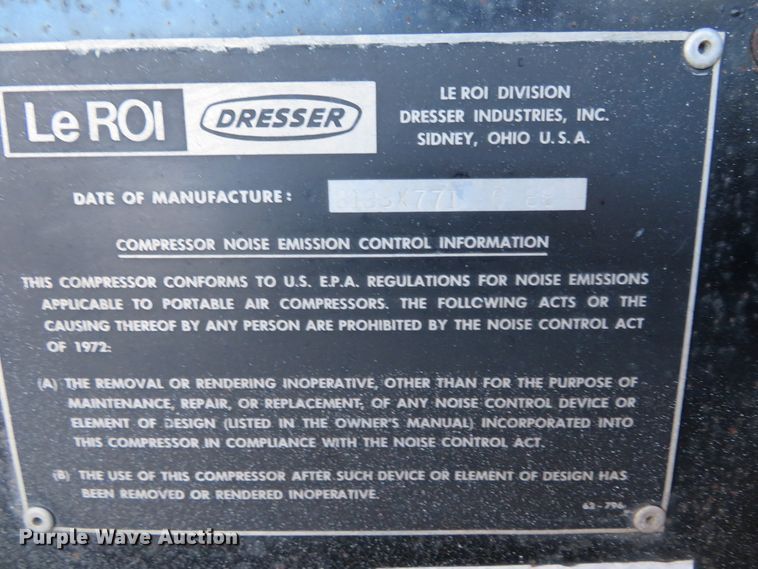 Le ROI
DRESSER
LE ROI DIVISION
DRESSER INDUSTRIES, INC.
SIDNEY, OHIO U.S.A.
DATE OF MANUFACTURE:
COMPRESSOR NOISE EMISSION CONTROL INFORMATION
THIS COMPRESSOR CONFORMS TO U.S. E.P.A. REGULATIONS FOR NOISE EMISSIONS
APPLICABLE TO PORTABLE AIR COMPRESSORS. THE FOLLOWING ACTS OR THE
CAUSING THEREOF BY ANY PERSON ARE PROHIBITED BY THE NOISE CONTROL ACT
OF 1972:
(A) THE REMOVAL OR RENDERING INOPERATIVE, OTHER THAN FOR THE PURPOSE OF
MAINTENANCE, REPAIR, OR REPLACEMENT, OF ANY NOISE CONTROL DEVICE OR
ELEMENT OF DESIGN (LISTED IN THE OWNER'S MANUAL) INCORPORATED INTO
THIS COMPRESSOR IN COMPLIANCE WITH THE NOISE CONTROL ACT.
(B) THE USE OF THIS COMPRESSOR AFTER SUCH DEVICE OR ELEMENT OF DESIGN HAS
BEEN REMOVED OR RENDERED INOPERATIVE.
62-796
Purple Wave Auction